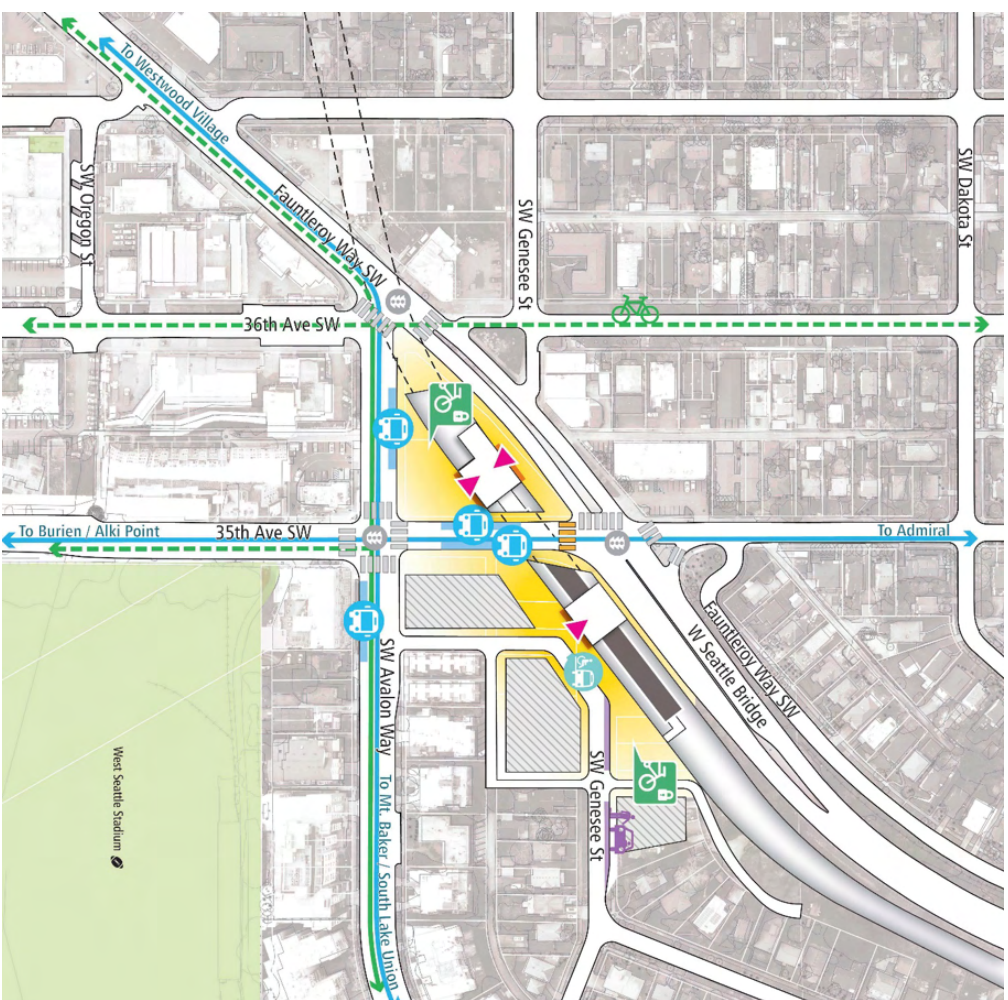 To Westwood Village
Fauntleroy Way SW
SW Oregon St
SW Genesee St
SW Dakota St
36th Ave SW
To Burien / Alki Point
35th Ave SW
To Admiral
Fauntleroy Way SW
W Seattle Bridge
SW Avalon Way
To Mt. Baker / South Lake Union
SW Genesee St
West Seattle Stadium